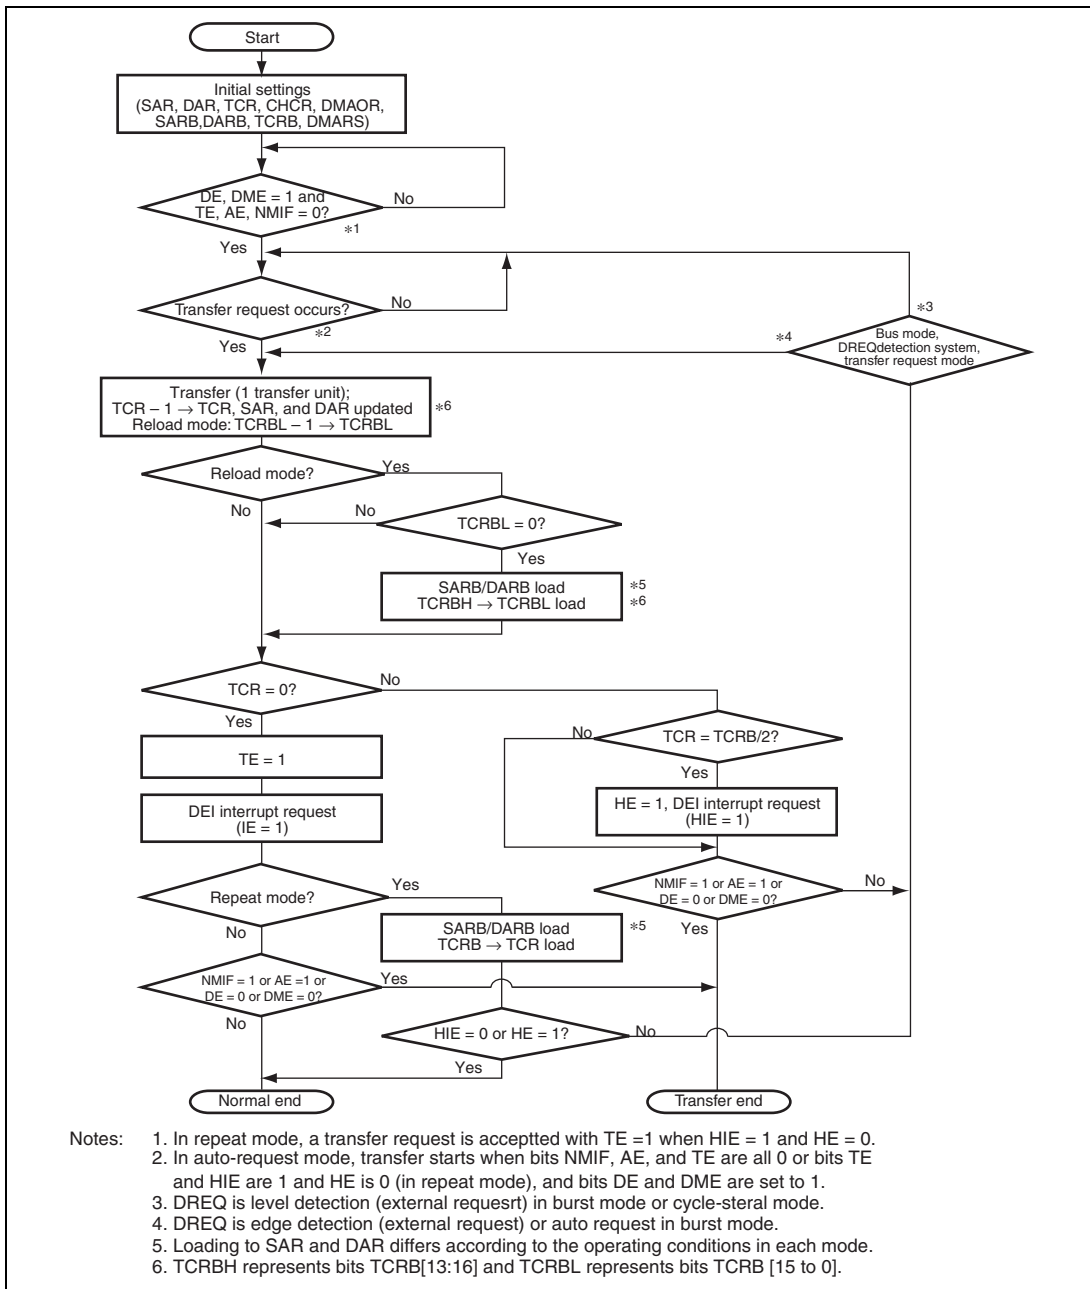 Start
Initial settings
(SAR, DAR, TCR, CHCR, DMAOR,
SARB,DARB, TCRB, DMARS)
DE, DME = 1 and
TE, AE, NMIF = 0?
No
*1
Yes
Transfer request occurs?
No
*2
Yes
*3
*4
Bus mode,
DREQdetection system,
transfer request mode
Transfer (1 transfer unit);
TCR – 1 → TCR, SAR, and DAR updated
Reload mode: TCRBL – 1 → TCRBL
*6
Reload mode?
Yes
No
No
TCRBL = 0?
Yes
SARB/DARB load
TCRBH → TCRBL load
*5
*6
TCR = 0?
No
Yes
No
TCR = TCRB/2?
Yes
TE = 1
HE = 1, DEI interrupt request
(HIE = 1)
DEI interrupt request
(IE = 1)
NMIF = 1 or AE = 1 or
DE = 0 or DME = 0?
No
Yes
Repeat mode?
Yes
No
SARB/DARB load
TCRB → TCR load
*5
NMIF = 1 or AE =1 or
DE = 0 or DME = 0?
Yes
No
HIE = 0 or HE = 1?
No
Yes
Normal end
Transfer end
Notes: 1. In repeat mode, a transfer request is acceptted with TE =1 when HIE = 1 and HE = 0.
2. In auto-request mode, transfer starts when bits NMIF, AE, and TE are all 0 or bits TE
and HIE are 1 and HE is 0 (in repeat mode), and bits DE and DME are set to 1.
3. DREQ is level detection (external requesrt) in burst mode or cycle-steral mode.
4. DREQ is edge detection (external request) or auto request in burst mode.
5. Loading to SAR and DAR differs according to the operating conditions in each mode.
6. TCRBH represents bits TCRB[13:16] and TCRBL represents bits TCRB [15 to 0].